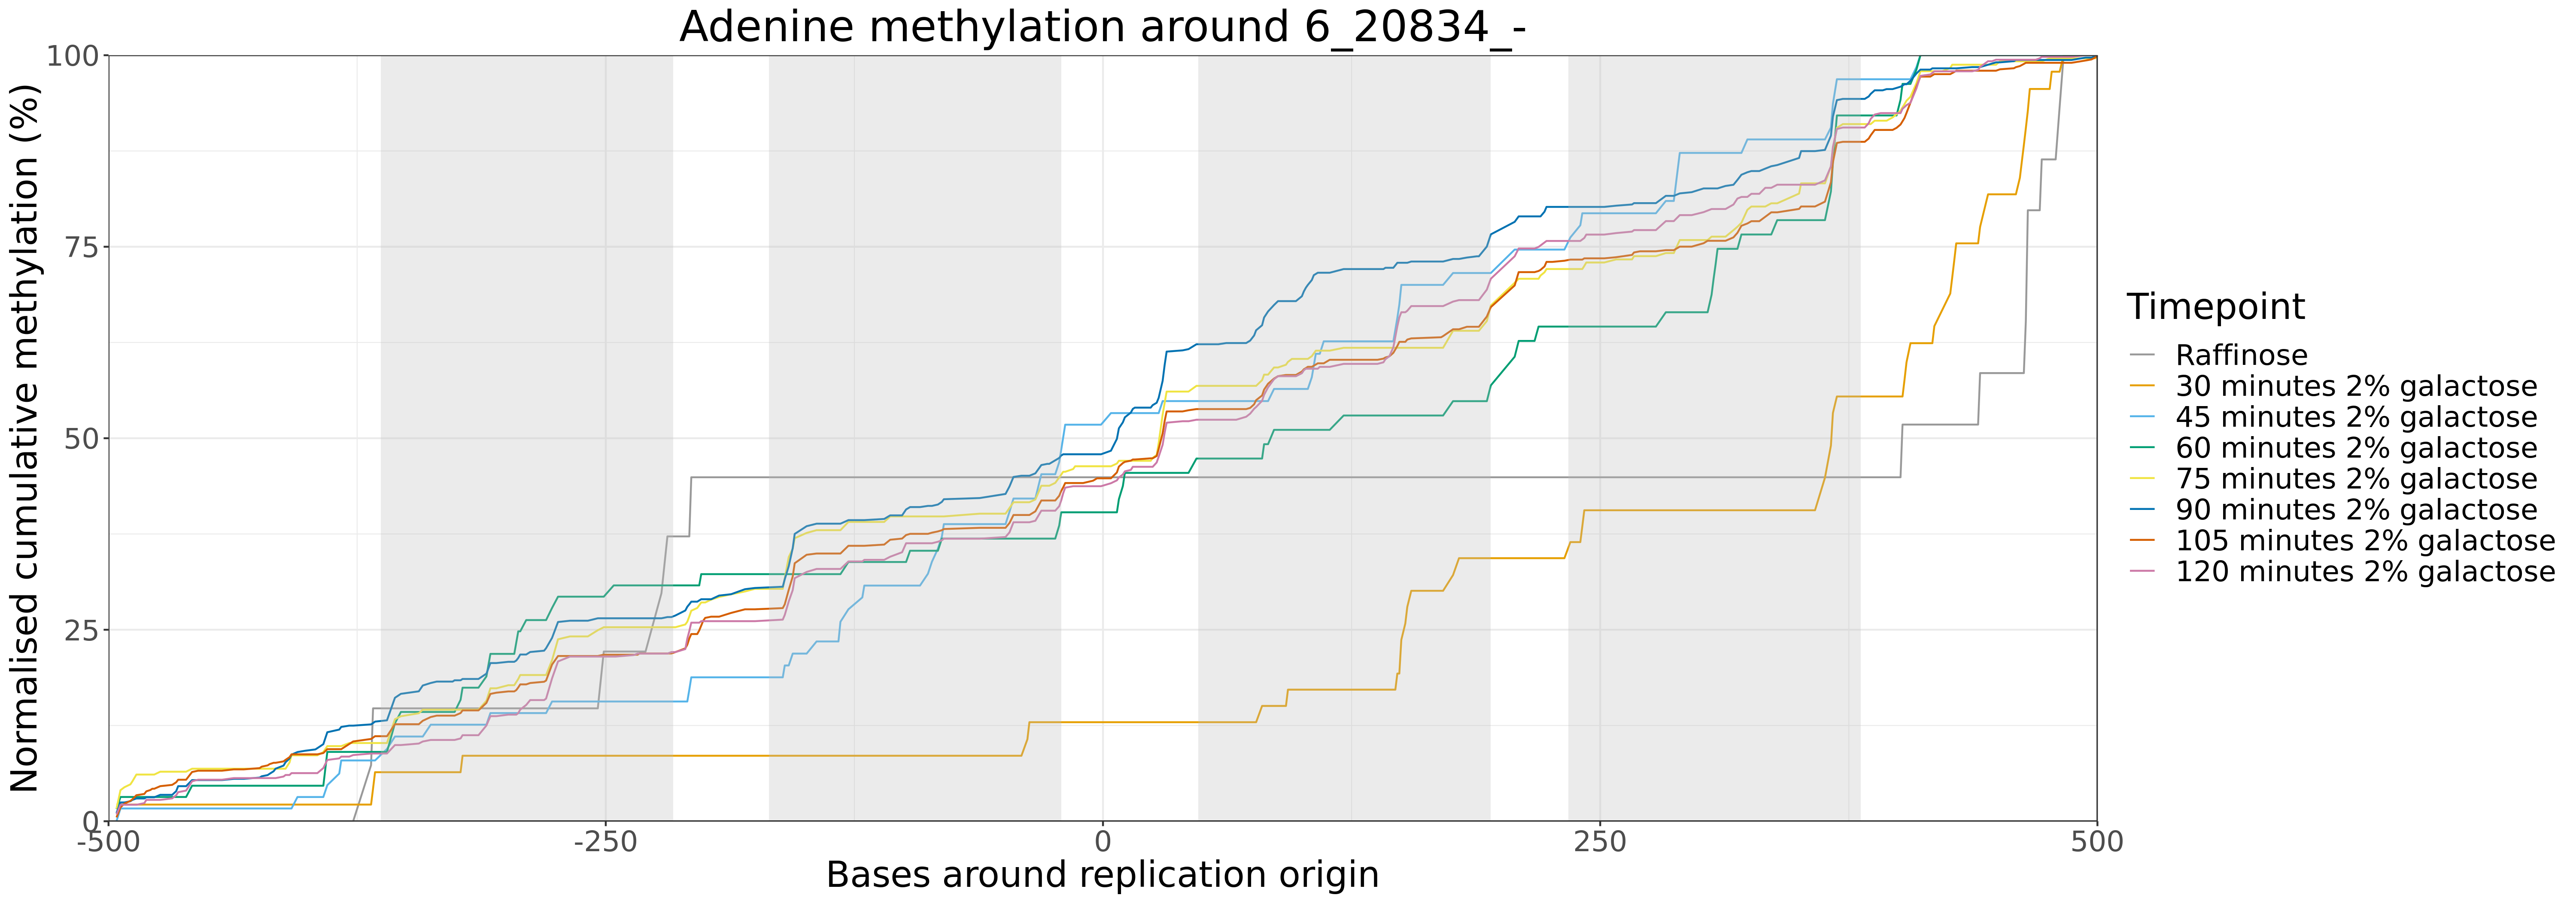 Adenine methylation around 6_20834_-
Normalised cumulative methylation (%)
100
75
50
25
0
-500
-250
0
250
500
Bases around replication origin
Timepoint
Raffinose
30 minutes 2% galactose
45 minutes 2% galactose
60 minutes 2% galactose
75 minutes 2% galactose
90 minutes 2% galactose
105 minutes 2% galactose
120 minutes 2% galactose